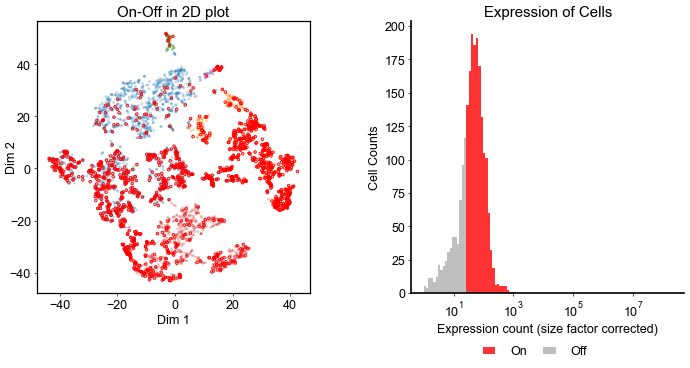 On-Off in 2D plot
40
20
0
−20
−40
Dim 2
−40
−20
0
20
40
Dim 1
Expression of Cells
200
175
150
125
100
75
50
25
0
Cell Counts
10^1
10^3
10^5
10^7
Expression count (size factor corrected)
On
Off